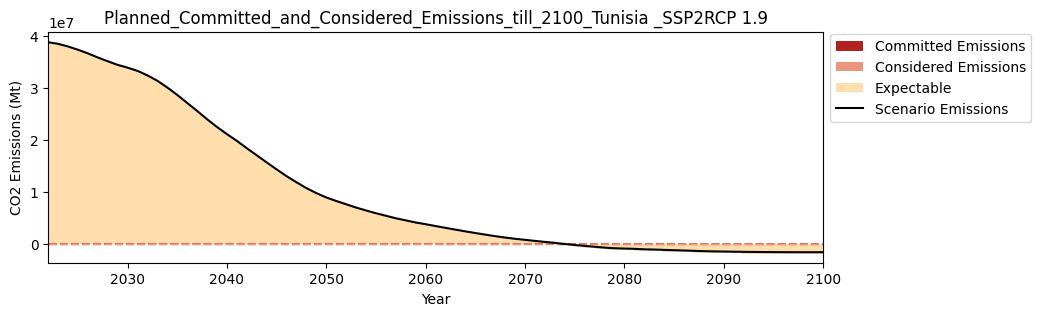 Planned_Committed_and_Considered_Emissions_till_2100_Tunisia _SSP2RCP 1.9
1e7
4
3
2
1
0
CO2 Emissions (Mt)
2030 2040 2050 2060 2070 2080 2090 2100
Year
Committed Emissions
Considered Emissions
Expectable
Scenario Emissions